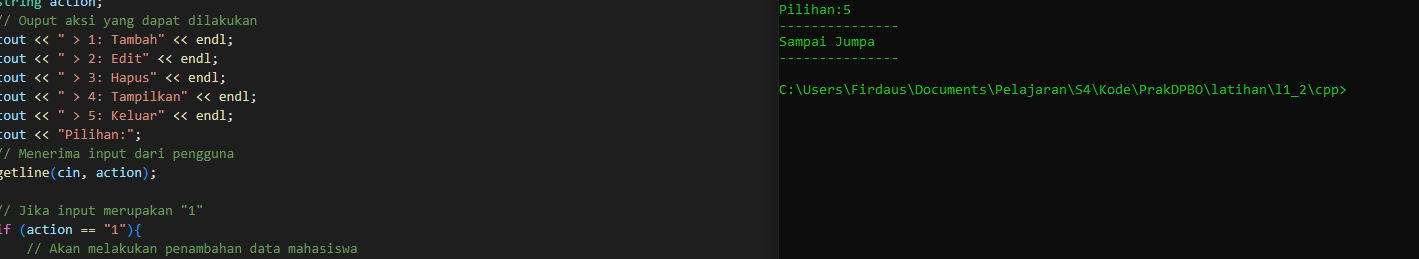 string action;
// Ouput aksi yang dapat dilakukan
cout << " > 1: Tambah" << endl;
cout << " > 2: Edit" << endl;
cout << " > 3: Hapus" << endl;
cout << " > 4: Tampilkan" << endl;
cout << " > 5: Keluar" << endl;
cout << "Pilihan:";
// Menerima input dari pengguna
getline(cin, action);
// Jika input merupakan "1"
if (action == "1"){
// Akan melakukan penambahan data mahasiswa
Pilihan:5
---------------
Sampai Jumpa
---------------
C:\Users\Firdaus\Documents\Pelajaran\S4\Kode\PrakDPBO\latihan\l1_2\cpp>